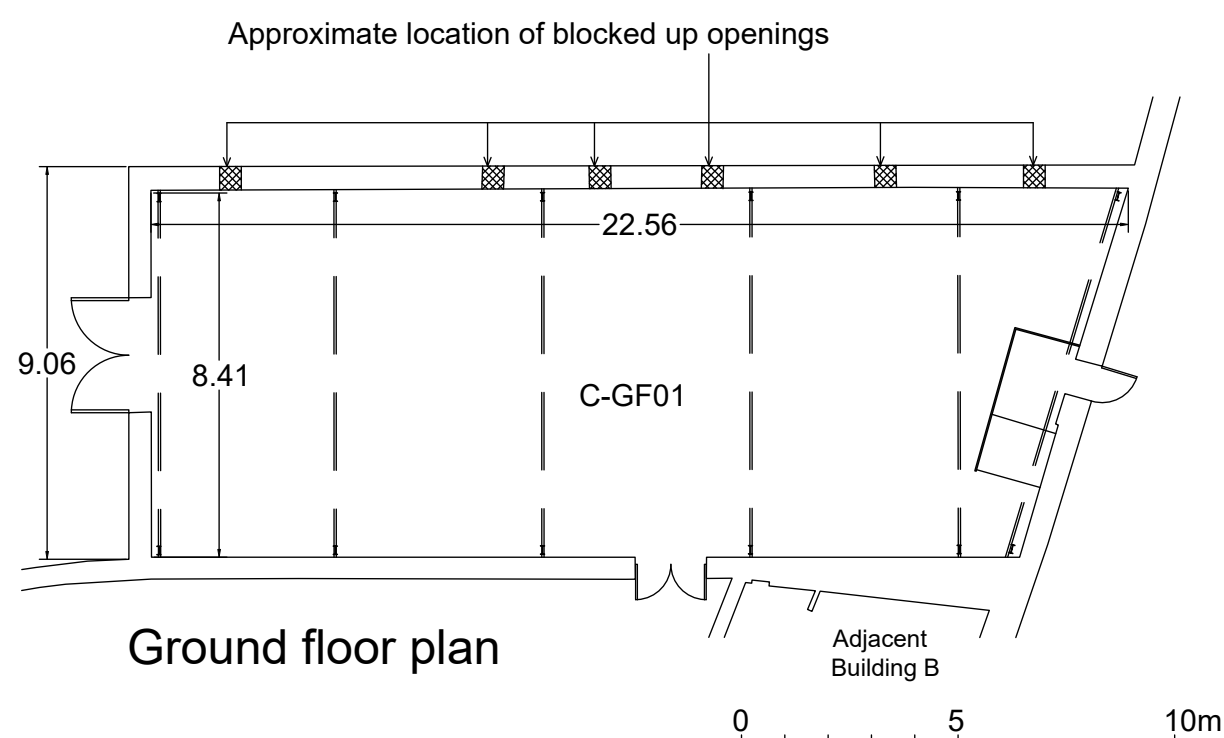 Approximate location of blocked up openings
22.56
9.06
8.41
C-GF01
Ground floor plan
Adjacent
Building B
0 5 10m